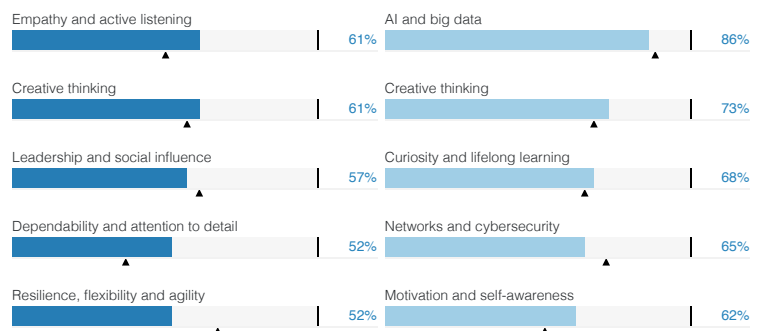 Empathy and active listening
61%
Creative thinking
61%
Leadership and social influence
57%
Dependability and attention to detail
52%
Resilience, flexibility and agility
52%
AI and big data
86%
Creative thinking
73%
Curiosity and lifelong learning
68%
Networks and cybersecurity
65%
Motivation and self-awareness
62%